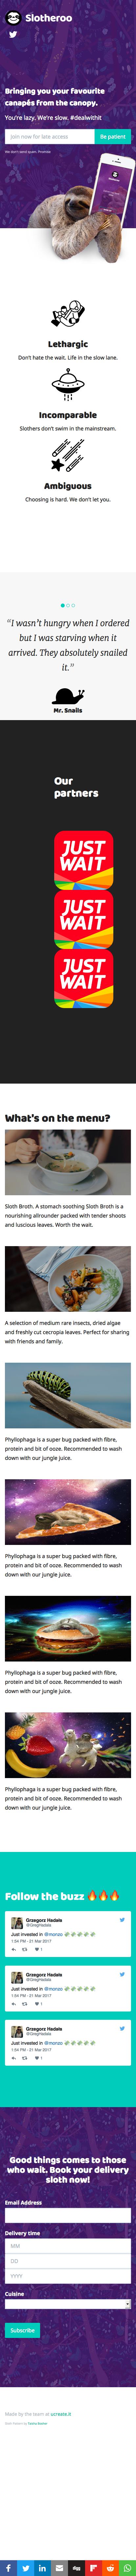 Slotheroo
Bringing you your favourite
canapés from the canopy.
You're lazy. We're slow. #dealwithit
Join now for late access
Be patient
We don't send spam. Promise.
Lethargic
Don't hate the wait. Life in the slow lane.
Incomparable
Slothers don't swim in the mainstream.
Ambiguous
Choosing is hard. We don't let you.
“I wasn't hungry when I ordered
but I was starving when it
arrived. They absolutely snailed
it.”
Mr. Snails
Our
partners
JUST
WAIT
JUST
WAIT
JUST
WAIT
What's on the menu?
Sloth Broth. A stomach soothing Sloth Broth is a
nourishing allrounder packed with tender shoots
and luscious leaves. Worth the wait.
A selection of medium rare insects, dried algae
and freshly cut cecropia leaves. Perfect for sharing
with friends and family.
Phyllophaga is a super bug packed with fibre,
protein and bit of ooze. Recommended to wash
down with our jungle juice.
Phyllophaga is a super bug packed with fibre,
protein and bit of ooze. Recommended to wash
down with our jungle juice.
Phyllophaga is a super bug packed with fibre,
protein and bit of ooze. Recommended to wash
down with our jungle juice.
Phyllophaga is a super bug packed with fibre,
protein and bit of ooze. Recommended to wash
down with our jungle juice.
Follow the buzz 🔥🔥🔥
Grzegorz Hadala
@GregHadala
Just invested in @monzo 💸💸💸💸💸
1:54 PM - 21 Mar 2017
1
Grzegorz Hadala
@GregHadala
Just invested in @monzo 💸💸💸💸💸
1:54 PM - 21 Mar 2017
1
Grzegorz Hadala
@GregHadala
Just invested in @monzo 💸💸💸💸💸
1:54 PM - 21 Mar 2017
1
Good things comes to those
who wait. Book your delivery
sloth now!
Email Address
Delivery time
MM
DD
YYYY
Cuisine
Subscribe
Made by the team at ucreate.it